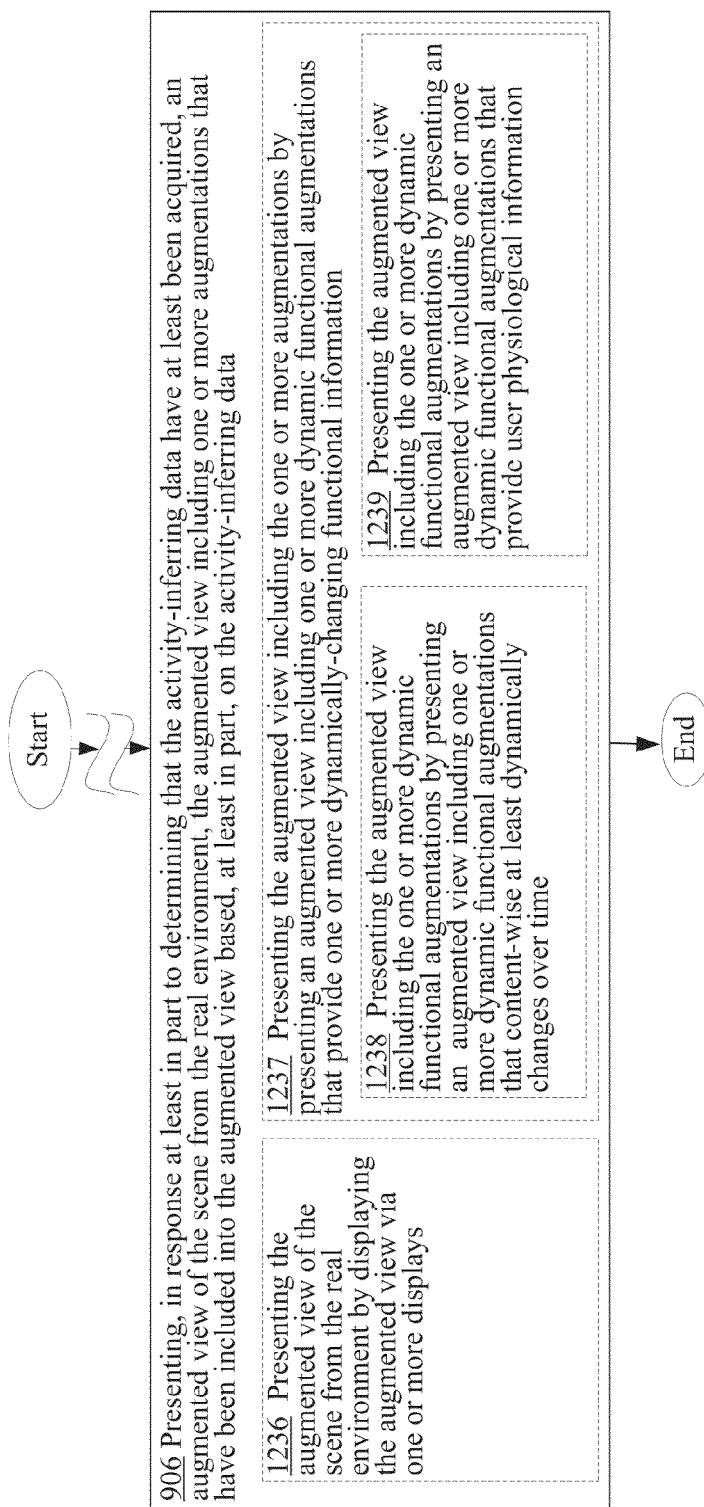 Start
906 Presenting, in response at least in part to determining that the activity-inferring data have at least been acquired, an
augmented view of the scene from the real environment, the augmented view including one or more augmentations that
have been included into the augmented view based, at least in part, on the activity-inferring data
1236 Presenting the
augmented view of the
scene from the real
environment by displaying
the augmented view via
one or more displays
1237 Presenting the augmented view including the one or more augmentations by
presenting an augmented view including one or more dynamic functional augmentations
that provide one or more dynamically-changing functional information
1238 Presenting the augmented view
including the one or more dynamic
functional augmentations by presenting
an augmented view including one or
more dynamic functional augmentations
that content-wise at least dynamically
changes over time
1239 Presenting the augmented view
including the one or more dynamic
functional augmentations by presenting an
augmented view including one or more
dynamic functional augmentations that
provide user physiological information
End